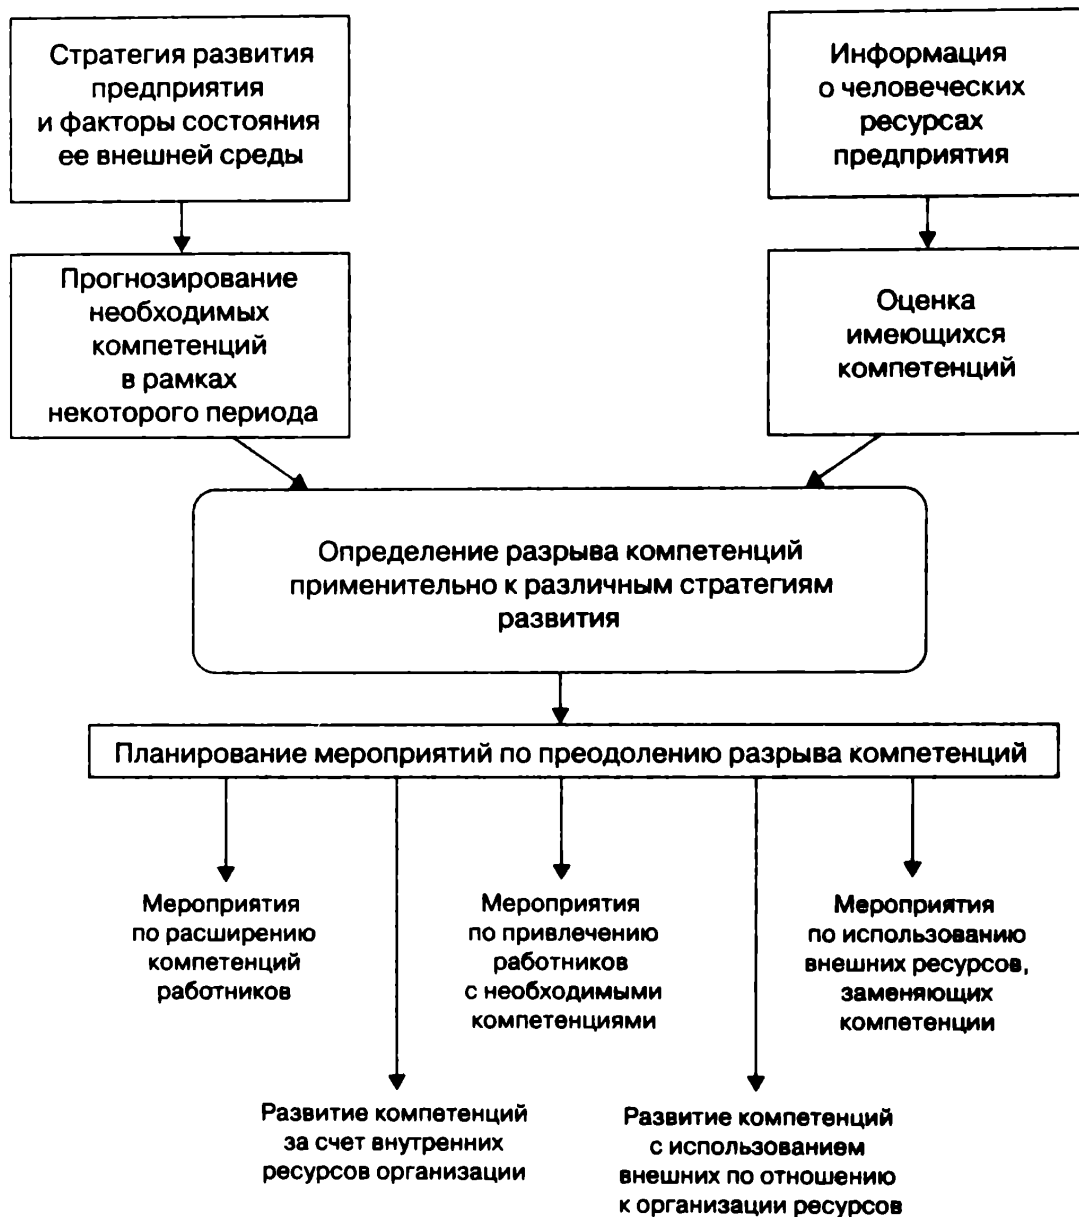 Стратегия развития
предприятия
и факторы состояния
ее внешней среды
Информация
о человеческих
ресурсах
предприятия
Прогнозирование
необходимых
компетенций
в рамках
некоторого периода
Оценка
имеющихся
компетенций
Определение разрыва компетенций
применительно к различным стратегиям
развития
Планирование мероприятий по преодолению разрыва компетенций
Мероприятия
по расширению
компетенций
работников
Мероприятия
по привлечению
работников
с необходимыми
компетенциями
Мероприятия
по использованию
внешних ресурсов,
заменяющих
компетенции
Развитие компетенций
за счет внутренних
ресурсов организации
Развитие компетенций
с использованием
внешних по отношению
к организации ресурсов